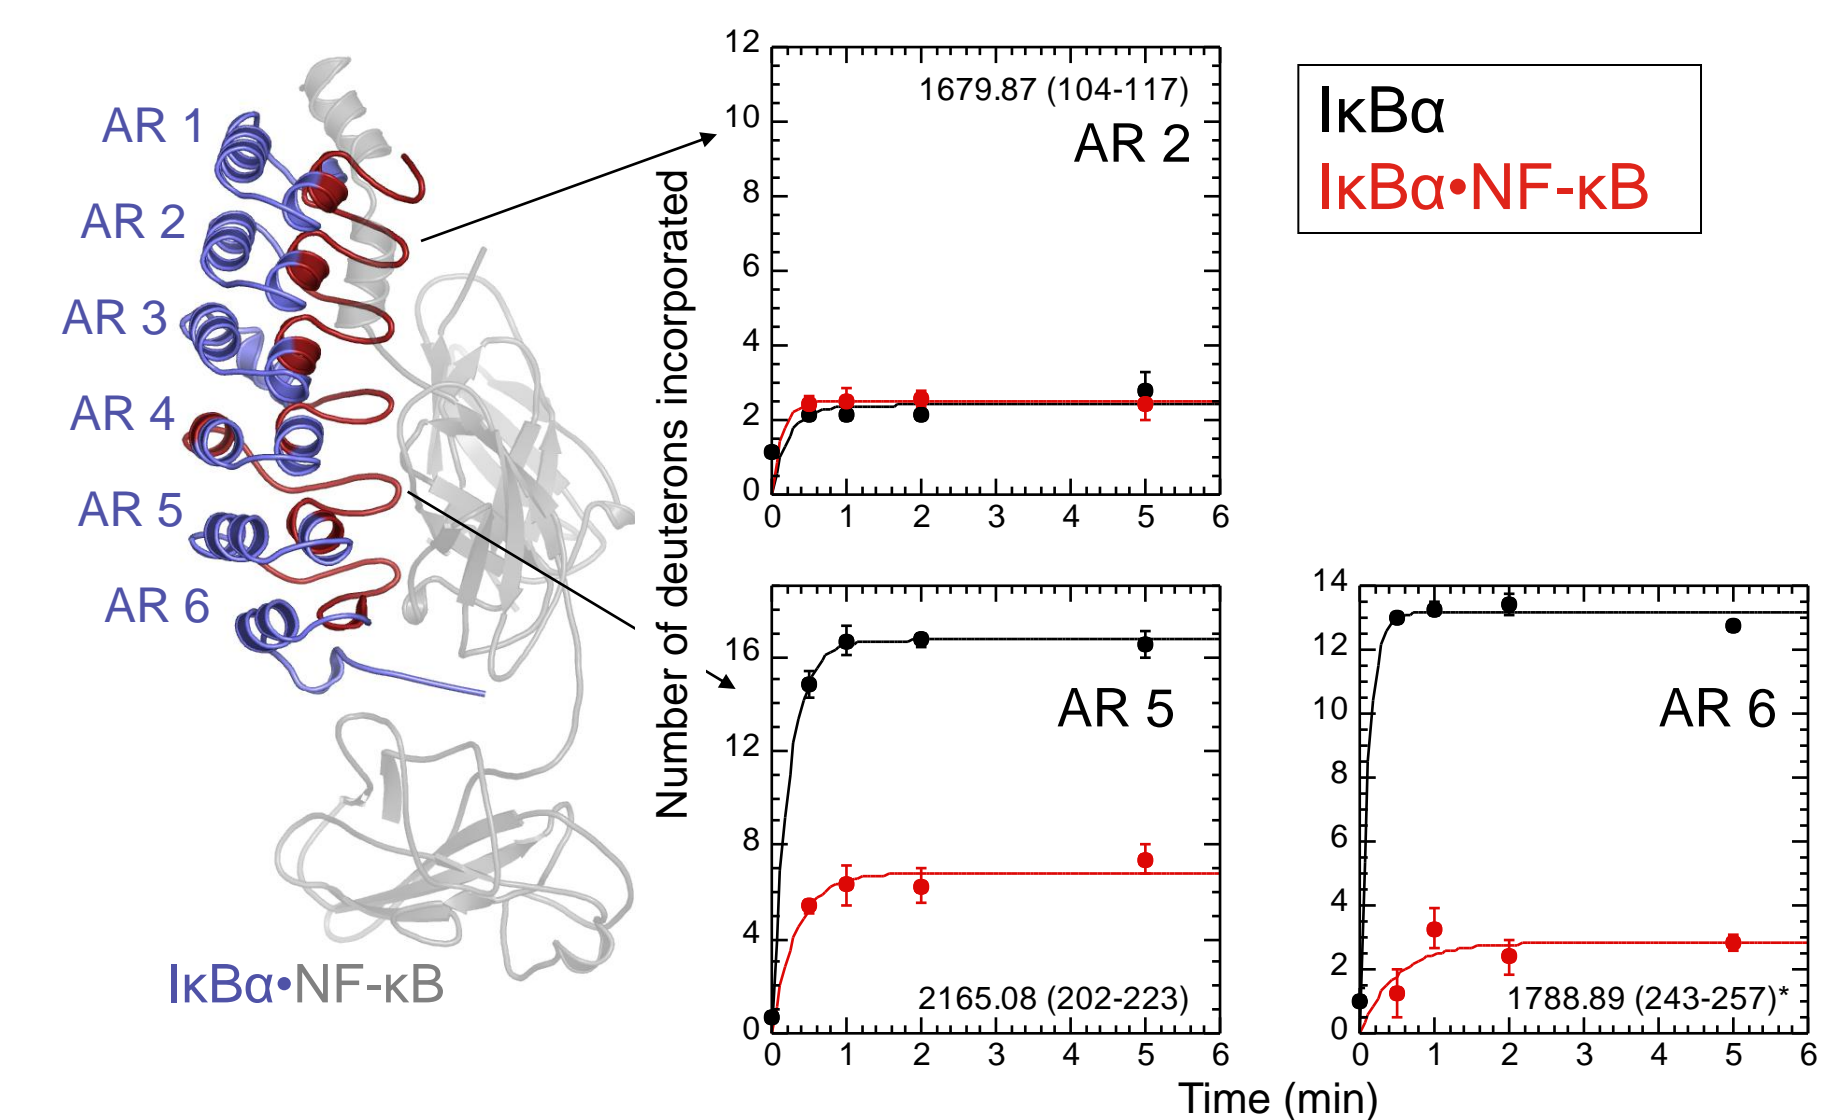 AR 1
AR 2
AR 3
AR 4
AR 5
AR 6
IκBα•NF-κB
Number of deuterons incorporated
12
10
8
6
4
2
0
0 1 2 3 4 5 6
1679.87 (104-117)
AR 2
IκBα
IκBα•NF-κB
16
12
8
4
0
0 1 2 3 4 5 6
AR 5
2165.08 (202-223)
14
12
10
8
6
4
2
0
0 1 2 3 4 5 6
AR 6
1788.89 (243-257)*
Time (min)